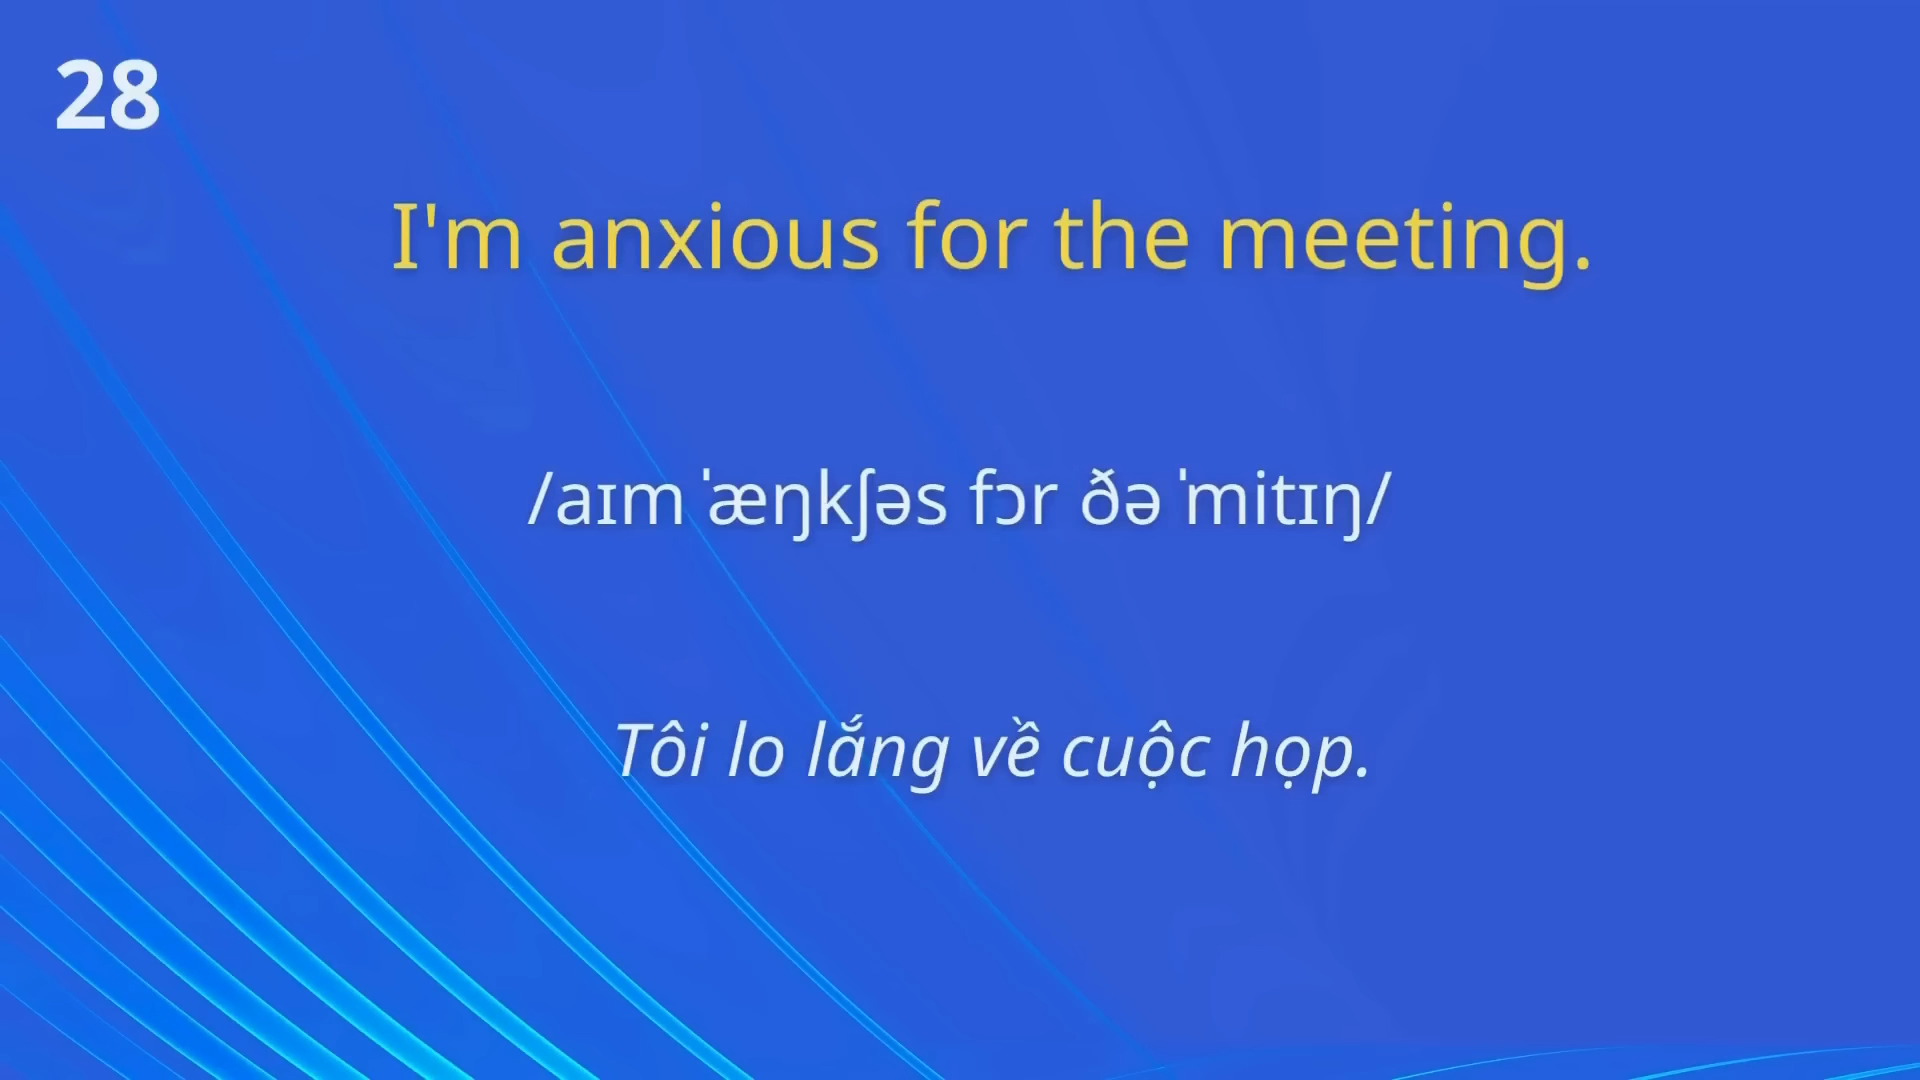 28
I'm anxious for the meeting.
/aɪm ˈæŋkʃəs fɔr ðə ˈmitɪŋ/
Tôi lo lắng về cuộc họp.